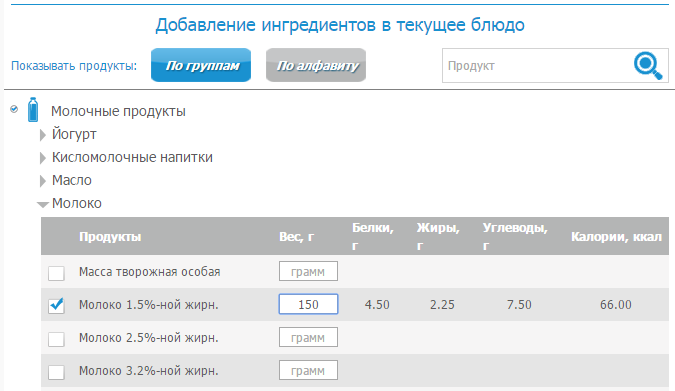 Добавление ингредиентов в текущее блюдо
Показывать продукты: По группам По алфавиту Продукт
Молочные продукты
Йогурт
Кисломолочные напитки
Масло
Молоко
Продукты Вес, г Белки, г Жиры, г Углеводы, г Калории, ккал
Масса творожная особая грамм
Молоко 1.5%-ной жирн. 150 4.50 2.25 7.50 66.00
Молоко 2.5%-ной жирн. грамм
Молоко 3.2%-ной жирн. грамм